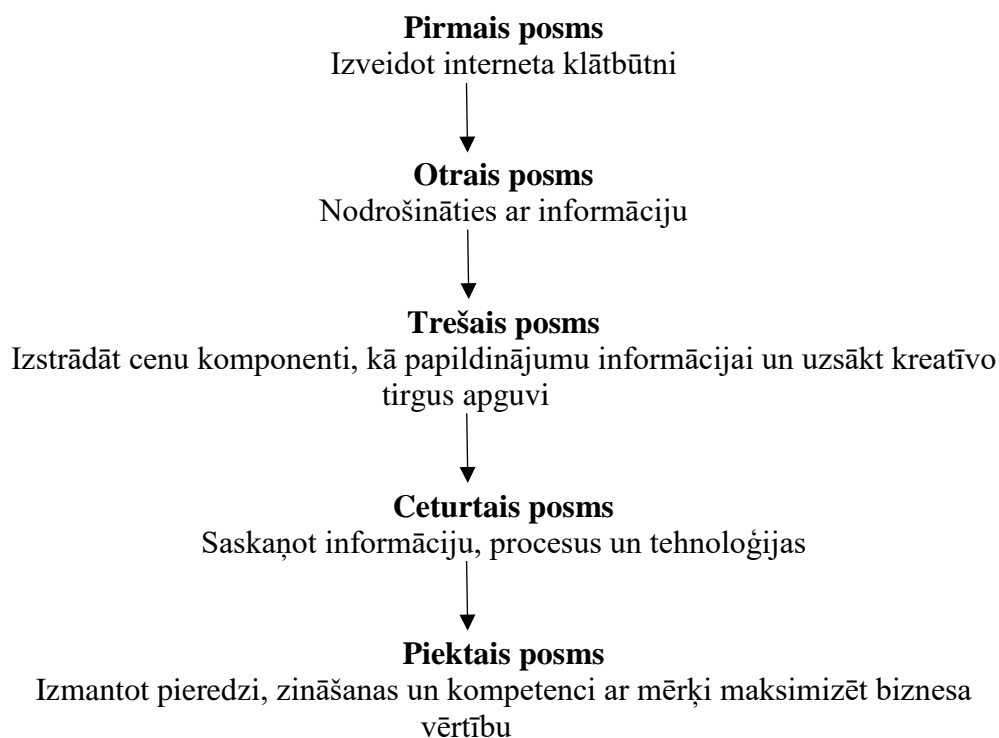 Pirmais posms
Izveidot interneta klātbūtni
Otrais posms
Nodrošināties ar informāciju
Trešais posms
Izstrādāt cenu komponenti, kā papildinājumu informācijai un uzsākt kreatīvo
tirgus apguvi
Ceturtais posms
Saskaņot informāciju, procesus un tehnoloģijas
Piektais posms
Izmantot pieredzi, zināšanas un kompetenci ar mērķi maksimizēt biznesa
vērtību